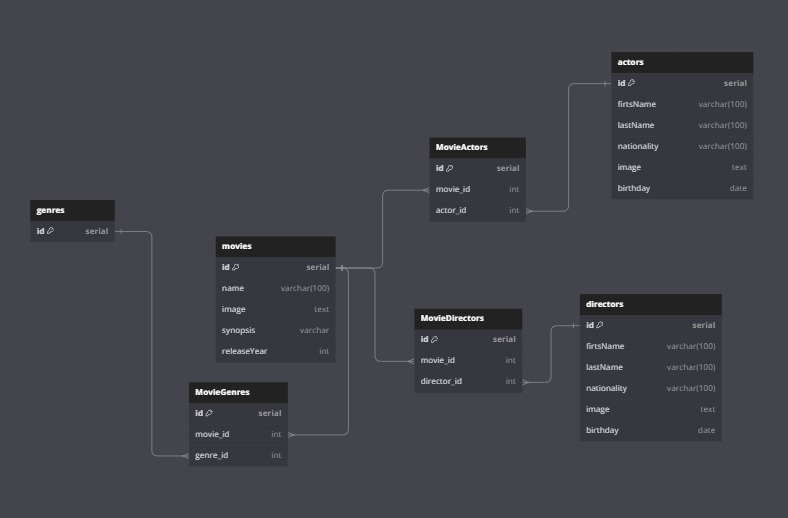 actors
id serial
firtsName varchar(100)
lastName varchar(100)
nationality varchar(100)
image text
birthday date
MovieActors
id serial
movie_id int
actor_id int
genres
id serial
movies
id serial
name varchar(100)
image text
synopsis varchar
releaseYear int
MovieDirectors
id serial
movie_id int
director_id int
directors
id serial
firtsName varchar(100)
lastName varchar(100)
nationality varchar(100)
image text
birthday date
MovieGenres
id serial
movie_id int
genre_id int